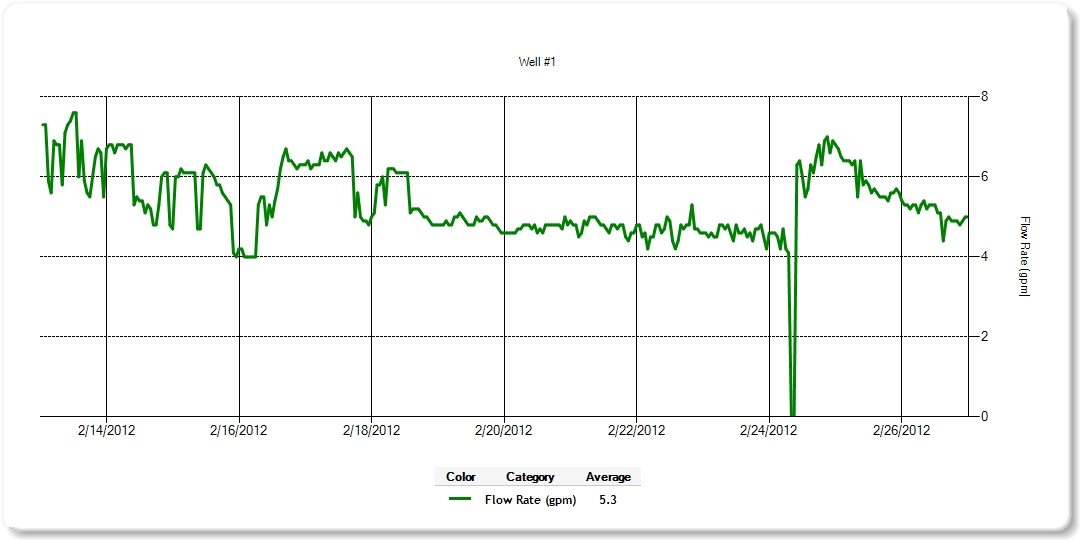 Well #1
8
6
4
2
0
Flow Rate (gpm)
2/14/2012 2/16/2012 2/18/2012 2/20/2012 2/22/2012 2/24/2012 2/26/2012
Color Category Average
Flow Rate (gpm) 5.3